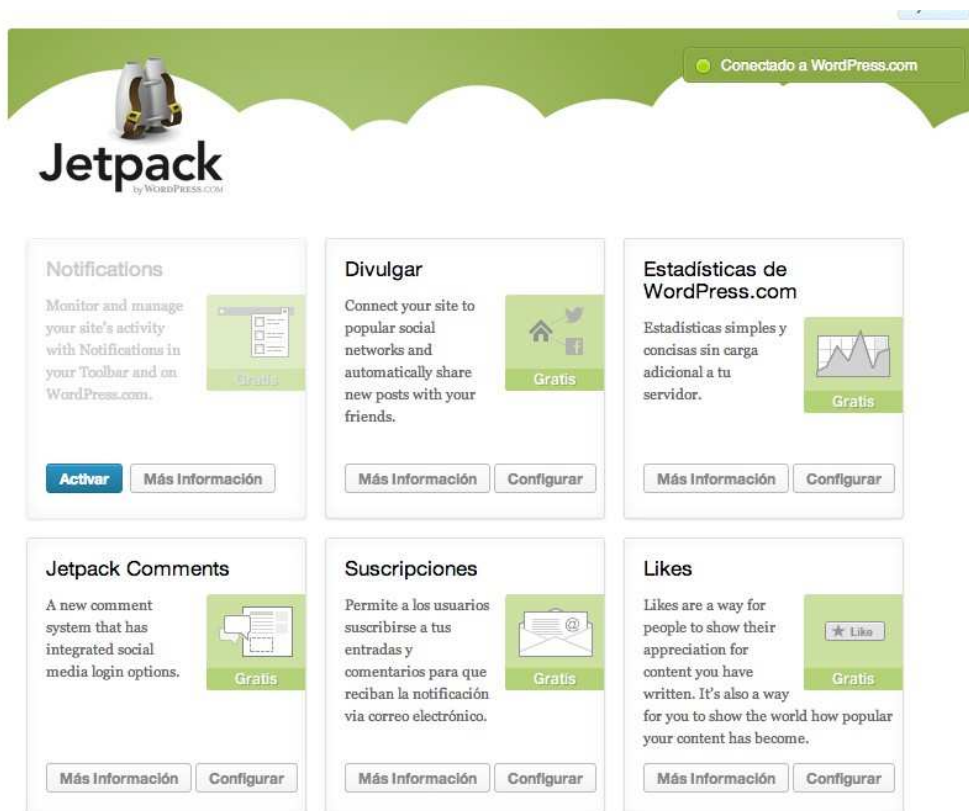 Conectado a WordPress.com
Jetpack
by WORDPRESS.COM
Notifications
Monitor and manage
your site's activity
with Notifications in
your Toolbar and on
WordPress.com.
Gratis
Activar
Más Información
Divulgar
Connect your site to
popular social
networks and
automatically share
new posts with your
friends.
Gratis
Más Información
Configurar
Estadísticas de
WordPress.com
Estadísticas simples y
concisas sin carga
adicional a tu
servidor.
Gratis
Más Información
Configurar
Jetpack Comments
A new comment
system that has
integrated social
media login options.
Gratis
Más Información
Configurar
Suscripciones
Permite a los usuarios
suscribirse a tus
entradas y
comentarios para que
reciban la notificación
via correo electrónico.
@
Gratis
Más Información
Configurar
Likes
Likes are a way for
people to show their
appreciation for
content you have
written. It's also a way
for you to show the world how popular
your content has become.
Like
Gratis
Más Información
Configurar